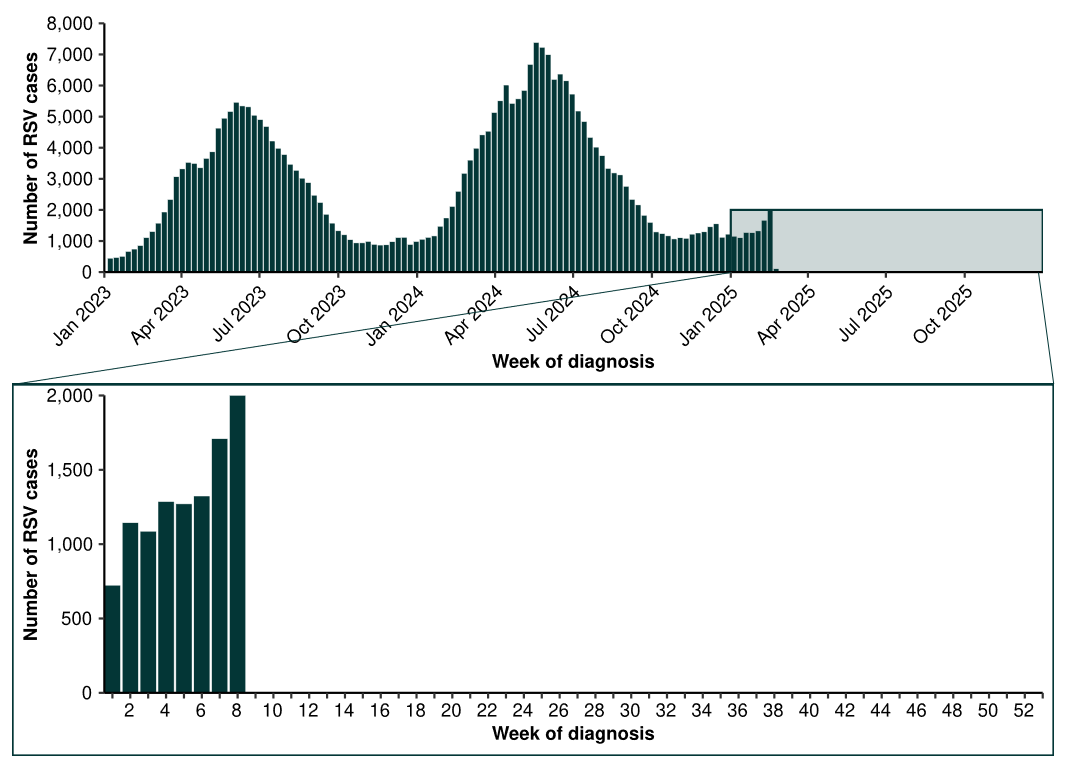 8,000
7,000
6,000
5,000
4,000
3,000
2,000
1,000
0
Number of RSV cases
Jan 2023 Apr 2023 Jul 2023 Oct 2023 Jan 2024 Apr 2024 Jul 2024 Oct 2024 Jan 2025 Apr 2025 Jul 2025 Oct 2025
Week of diagnosis
2,000
1,500
1,000
500
0
Number of RSV cases
2 4 6 8 10 12 14 16 18 20 22 24 26 28 30 32 34 36 38 40 42 44 46 48 50 52
Week of diagnosis